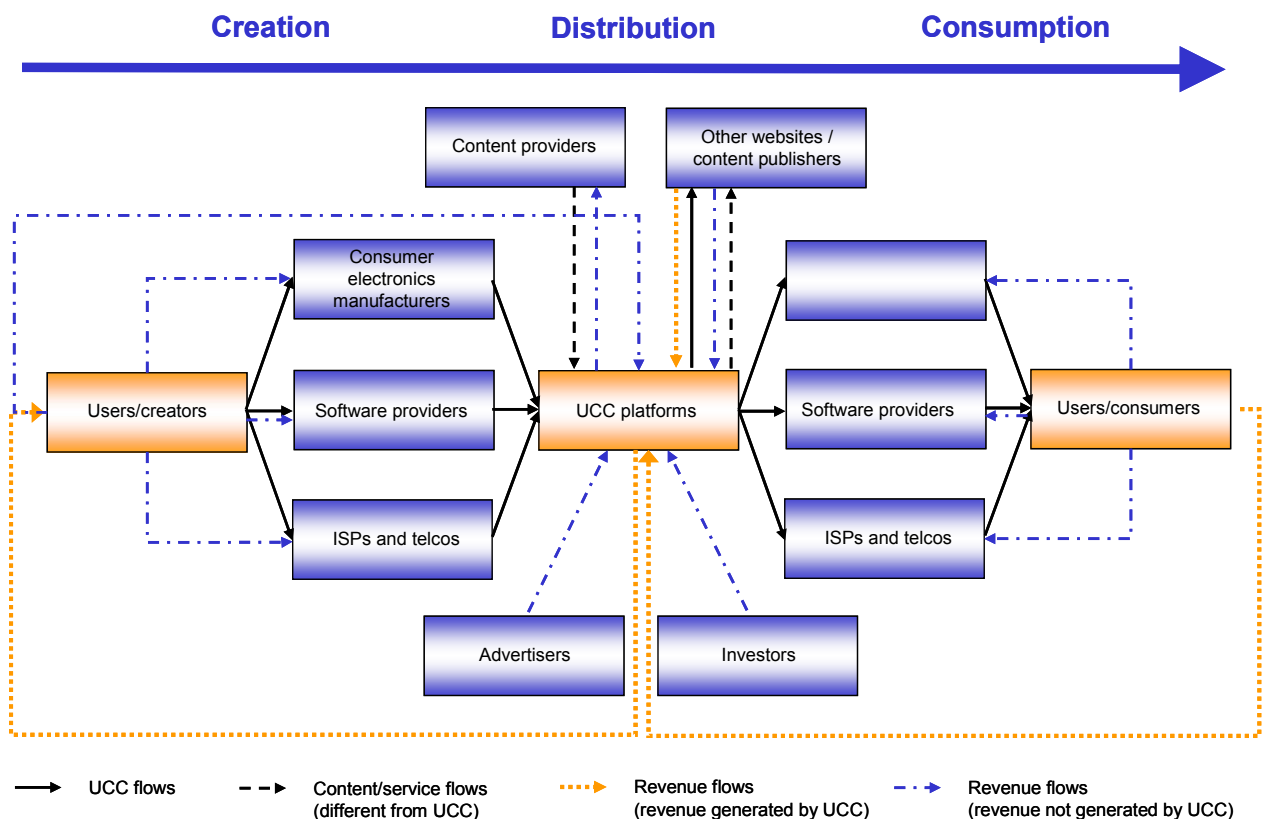 Creation
Distribution
Consumption
Content providers
Other websites /
content publishers
Consumer
electronics
manufacturers
Users/creators
Software providers
UCC platforms
Software providers
Users/consumers
ISPs and telcos
ISPs and telcos
Advertisers
Investors
UCC flows
Content/service flows
(different from UCC)
Revenue flows
(revenue generated by UCC)
Revenue flows
(revenue not generated by UCC)